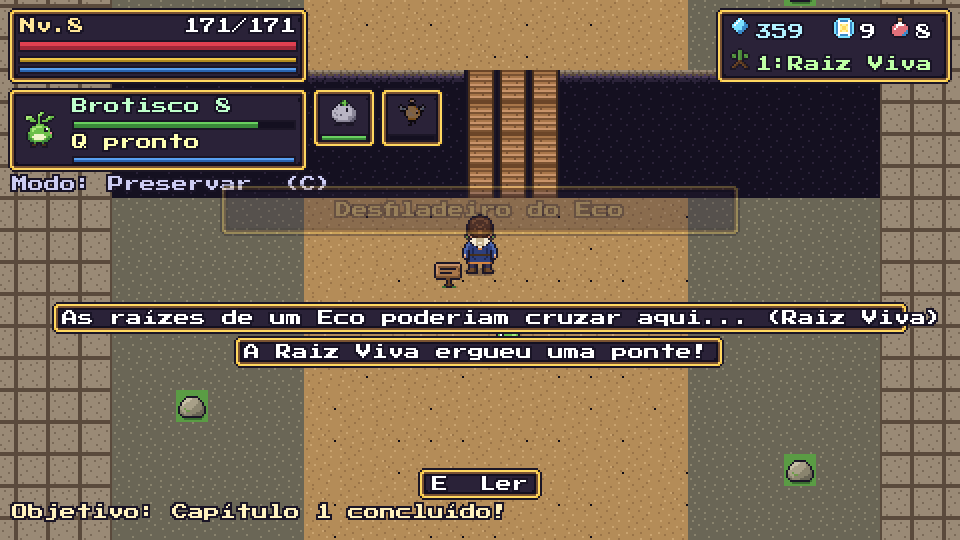 Nv.8 171/171
359 9 8
1:Raiz Viva
Brotisco 8
Q pronto
Modo: Preservar (C)
Desfiladeiro do Eco
As raízes de um Eco poderiam cruzar aqui... (Raiz Viva)
A Raiz Viva ergueu uma ponte!
E Ler
Objetivo: Capítulo 1 concluído!